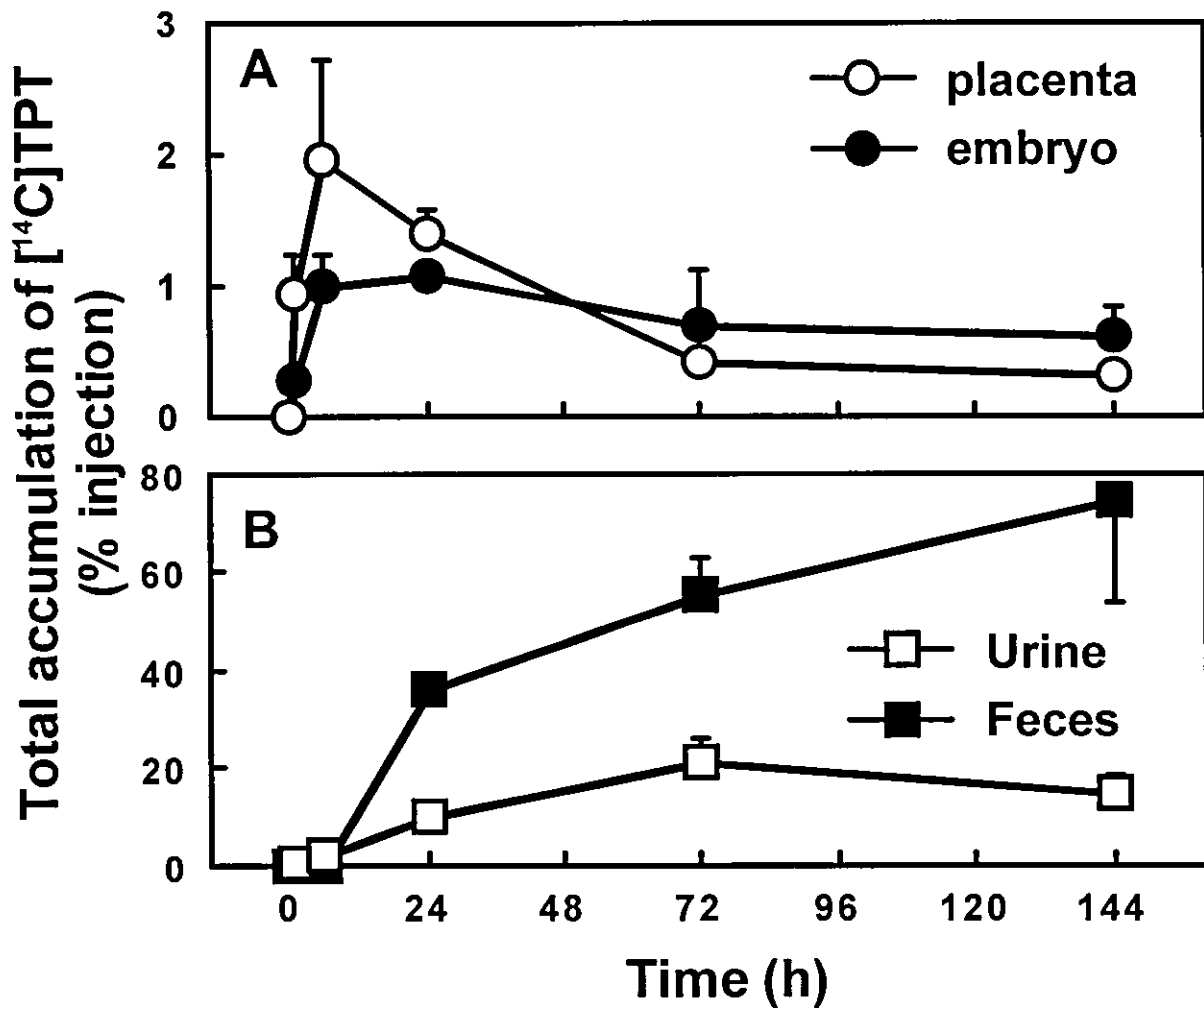 Total accumulation of [¹⁴C]TPT
(% injection)
A
placenta
embryo
3
2
1
0
B
Urine
Feces
80
60
40
20
0
0 24 48 72 96 120 144
Time (h)